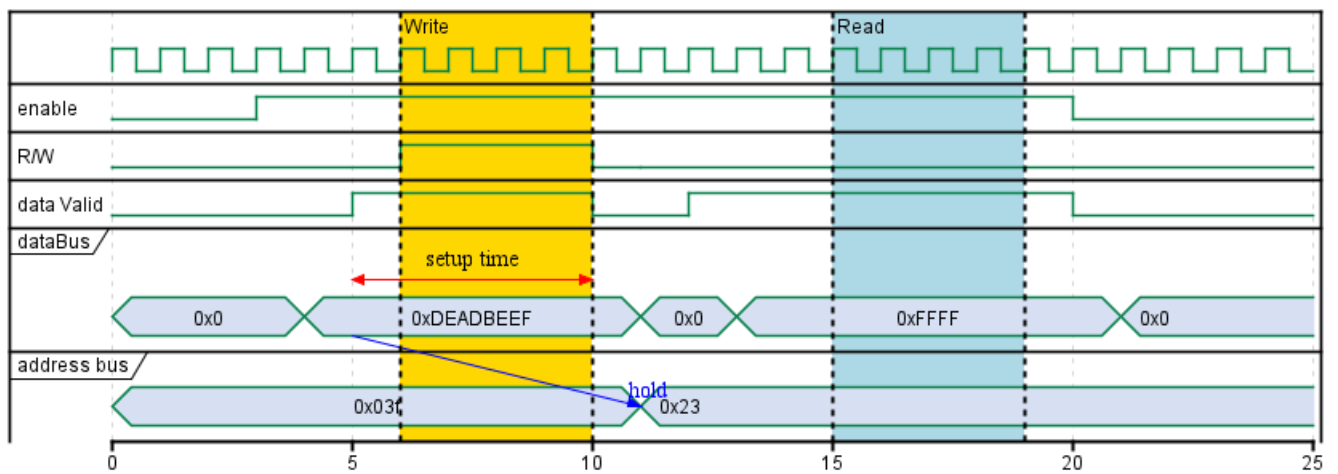 Write
Read
enable
R/W
data Valid
dataBus
setup time
0x0
0xDEADBEEF
0x0
0xFFFF
0x0
address bus
hold
0x03f
0x23
0
5
10
15
20
25